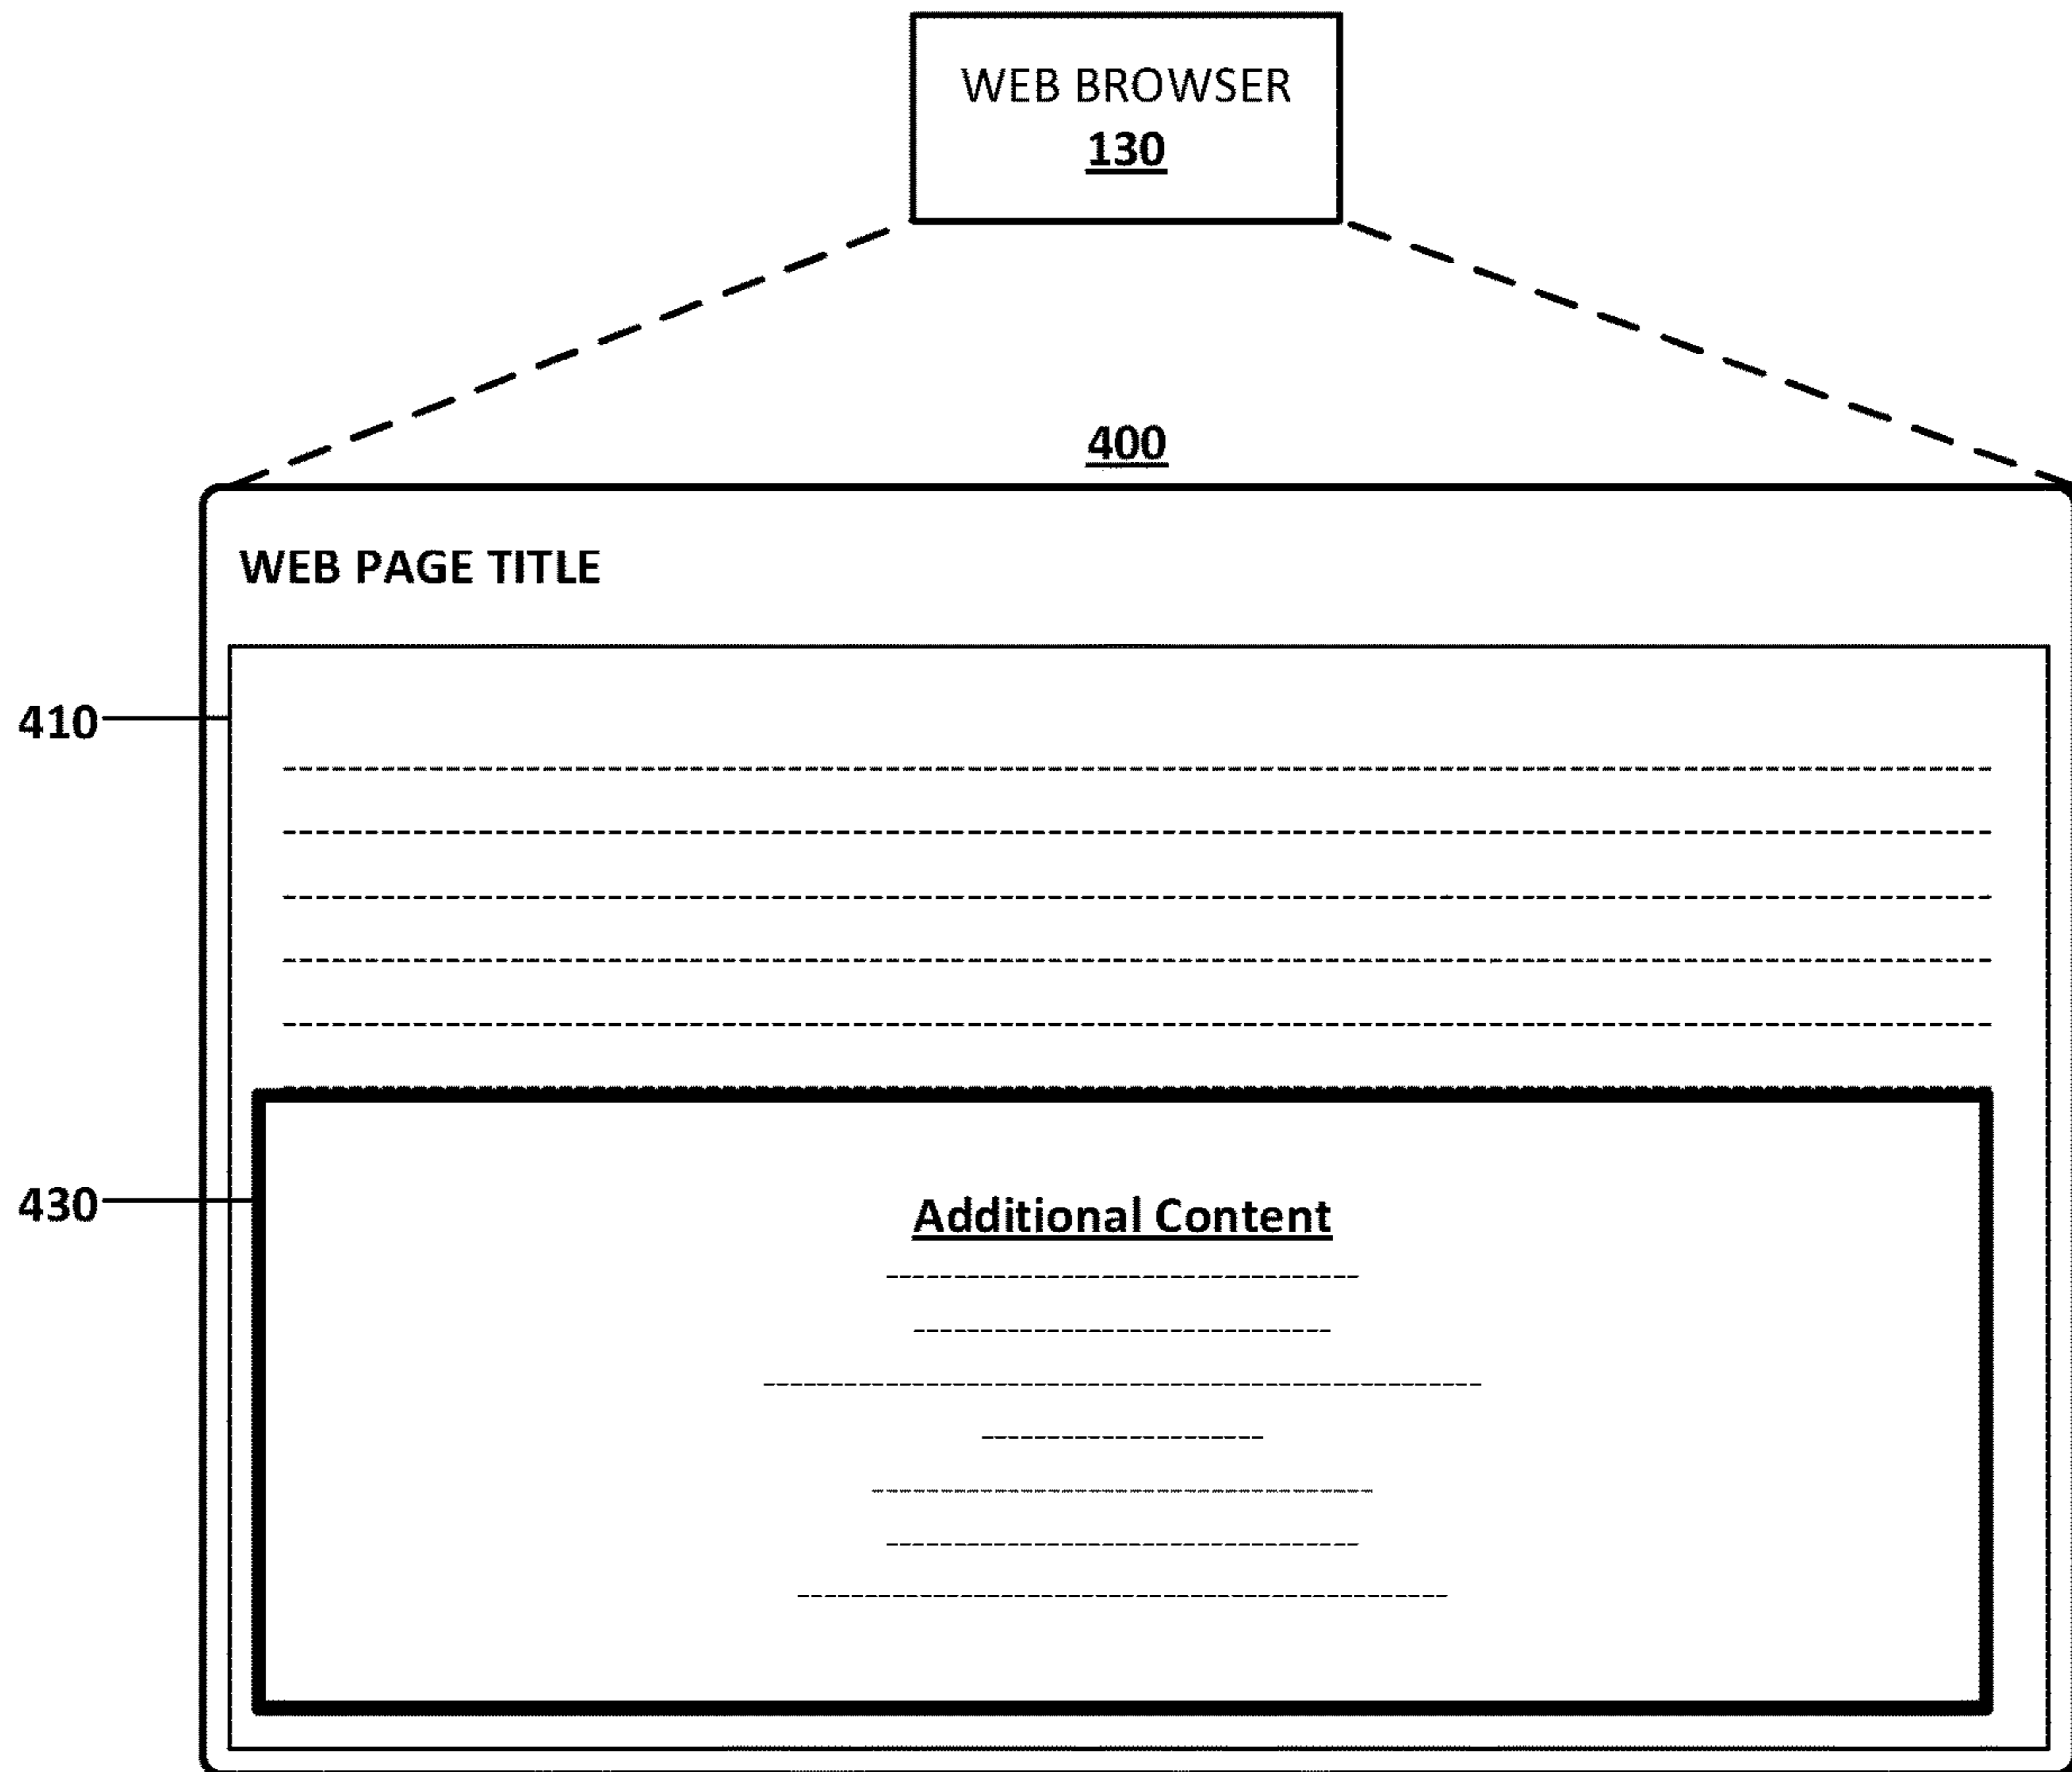 WEB BROWSER
130
400
WEB PAGE TITLE
410
430
Additional Content